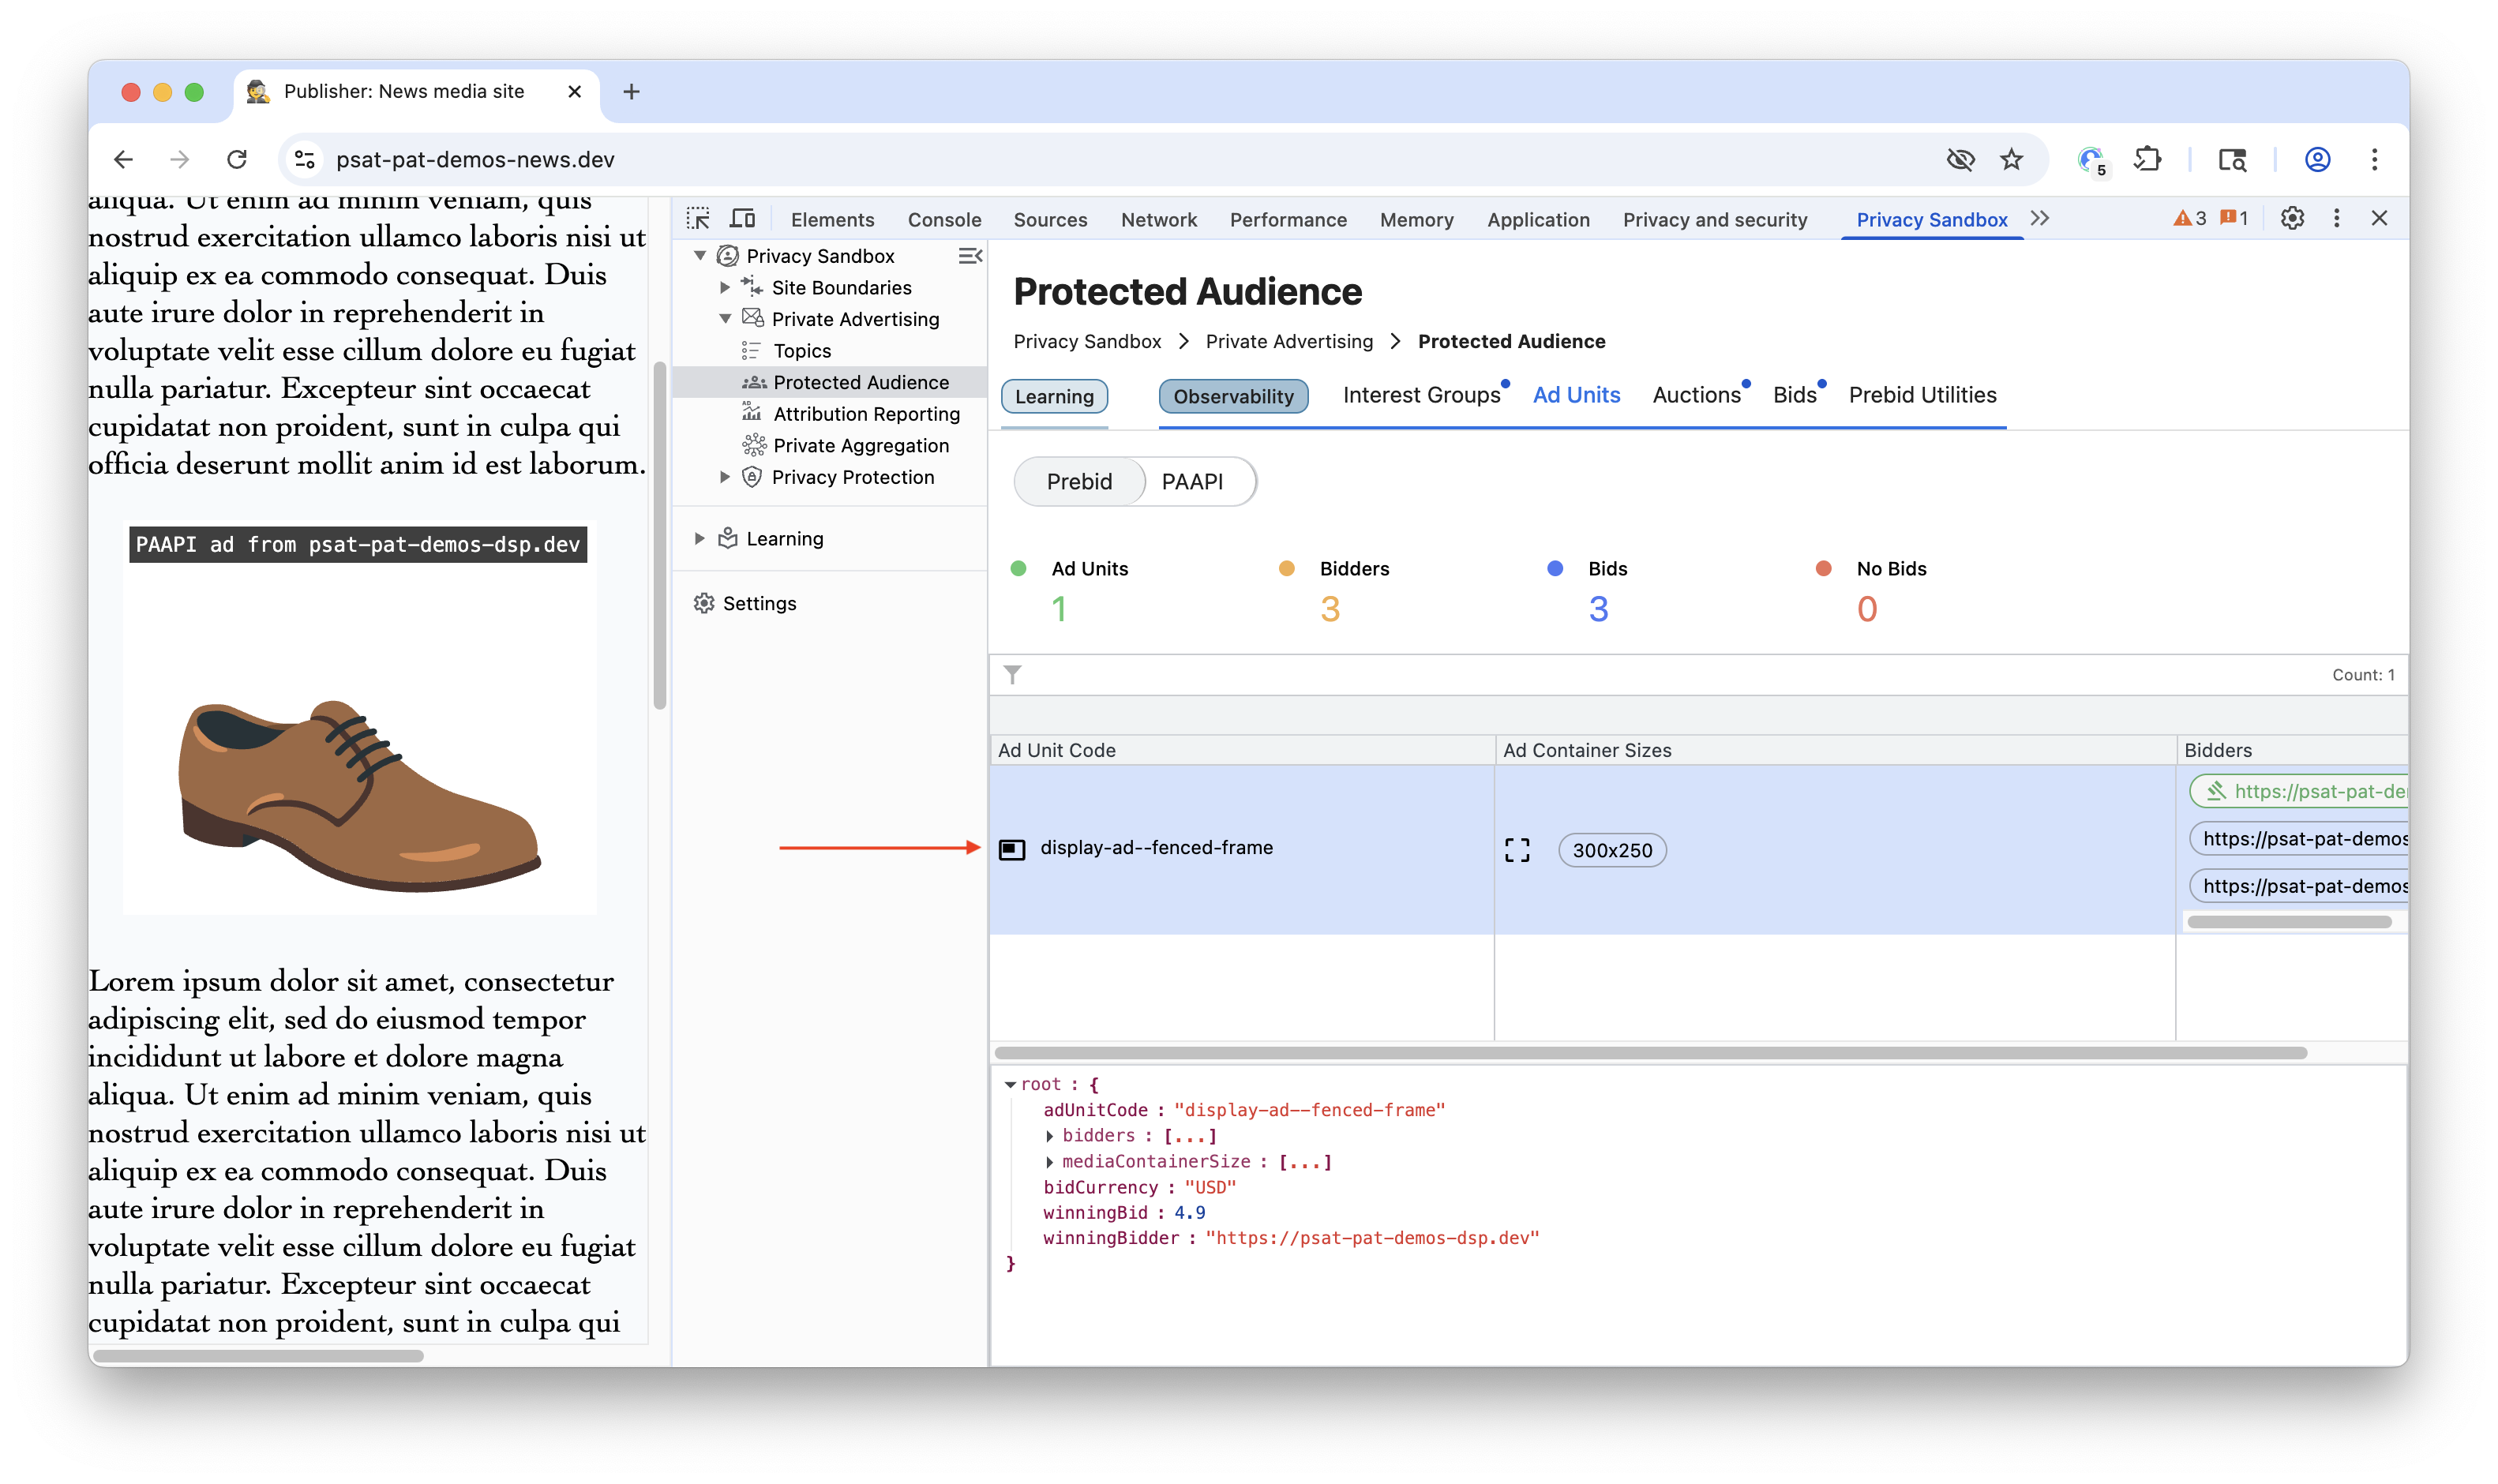 Publisher: News media site
psat-pat-demos-news.dev
5
aliqua. Ut enim ad minim veniam, quis
nostrud exercitation ullamco laboris nisi ut
aliquip ex ea commodo consequat. Duis
aute irure dolor in reprehenderit in
voluptate velit esse cillum dolore eu fugiat
nulla pariatur. Excepteur sint occaecat
cupidatat non proident, sunt in culpa qui
officia deserunt mollit anim id est laborum.
PAAPI ad from psat-pat-demos-dsp.dev
Lorem ipsum dolor sit amet, consectetur
adipiscing elit, sed do eiusmod tempor
incididunt ut labore et dolore magna
aliqua. Ut enim ad minim veniam, quis
nostrud exercitation ullamco laboris nisi ut
aliquip ex ea commodo consequat. Duis
aute irure dolor in reprehenderit in
voluptate velit esse cillum dolore eu fugiat
nulla pariatur. Excepteur sint occaecat
cupidatat non proident, sunt in culpa qui
Elements Console Sources Network Performance Memory Application Privacy and security Privacy Sandbox 3 1
Privacy Sandbox
Site Boundaries
Private Advertising
Topics
Protected Audience
Attribution Reporting
Private Aggregation
Privacy Protection
Learning
Settings
Protected Audience
Privacy Sandbox > Private Advertising > Protected Audience
Learning Observability Interest Groups Ad Units Auctions Bids Prebid Utilities
Prebid PAAPI
Ad Units Bidders Bids No Bids
1 3 3 0
Count: 1
Ad Unit Code Ad Container Sizes Bidders
display-ad--fenced-frame 300x250
https://psat-pat-de
https://psat-pat-demos
https://psat-pat-demos
root : {
adUnitCode : "display-ad--fenced-frame"
bidders : [...]
mediaContainerSize : [...]
bidCurrency : "USD"
winningBid : 4.9
winningBidder : "https://psat-pat-demos-dsp.dev"
}